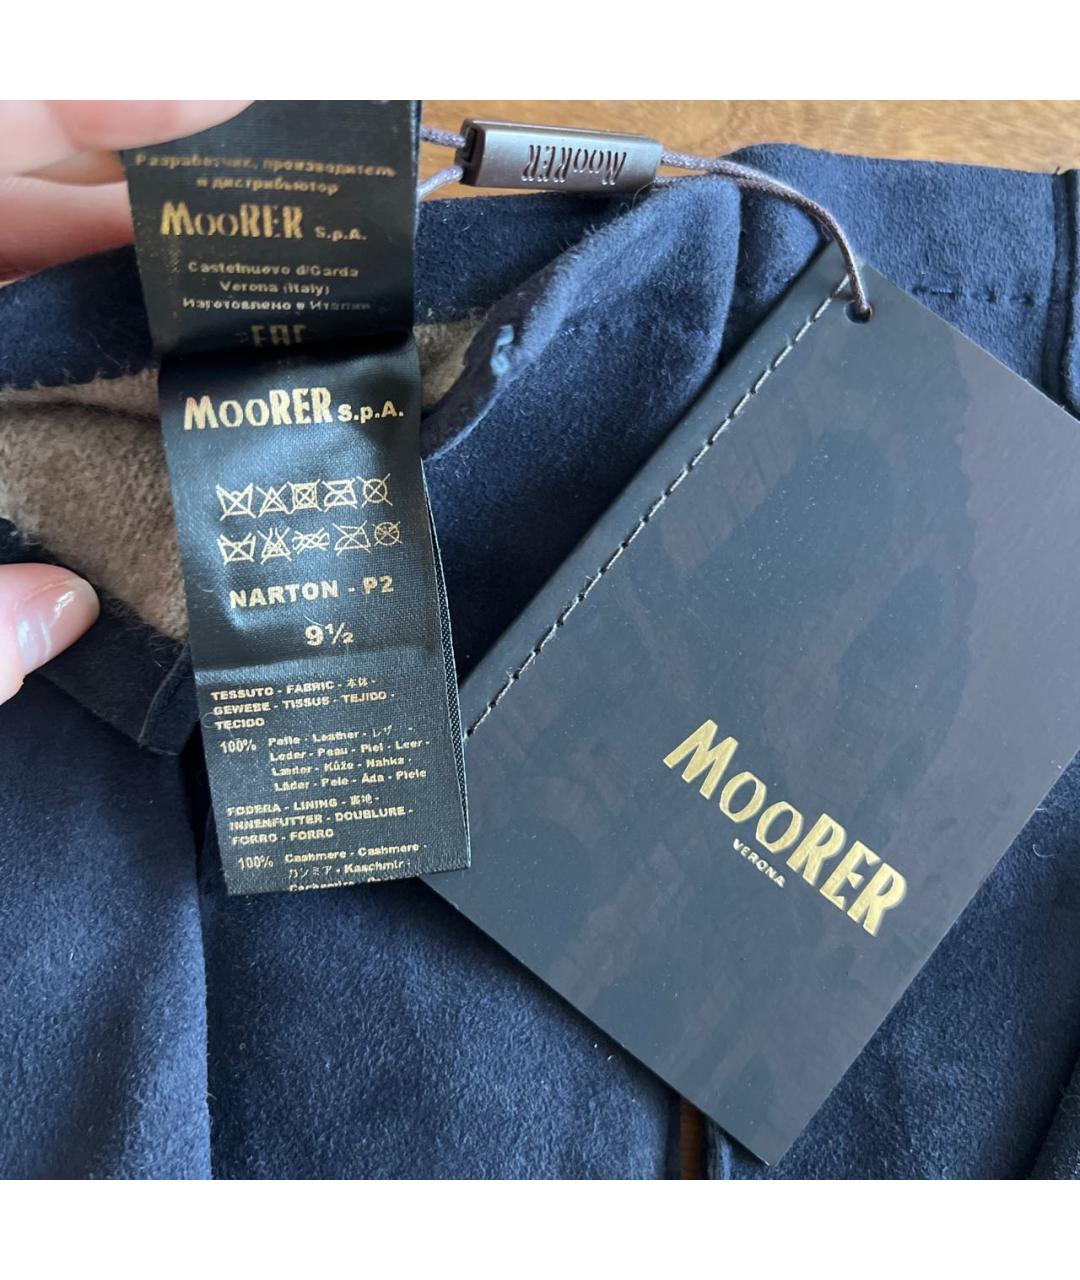 MOORER
Разработчик, производитель
и дистрибьютор
MOORER S.p.A.
Castelnuovo d/Garda
Verona (Italy)
Изготовлено в Италии
EAC
MOORER S.p.A.
NARTON - P2
9½
TESSUTO - FABRIC - 本体 -
GEWEBE - TISSUS - TEJIDO -
TECIDO
100% Pelle - Leather - レザ -
Leder - Peau - Piel - Leer -
Læder - Kůže - Nahka -
Läder - Pele - Äda - Piele
FODERA - LINING - 裏地 -
INNENFUTTER - DOUBLURE -
FORRO - FORRO
100% Cashmere - Cashmere -
カシミア - Kaschmir -
MOORER
VERONA